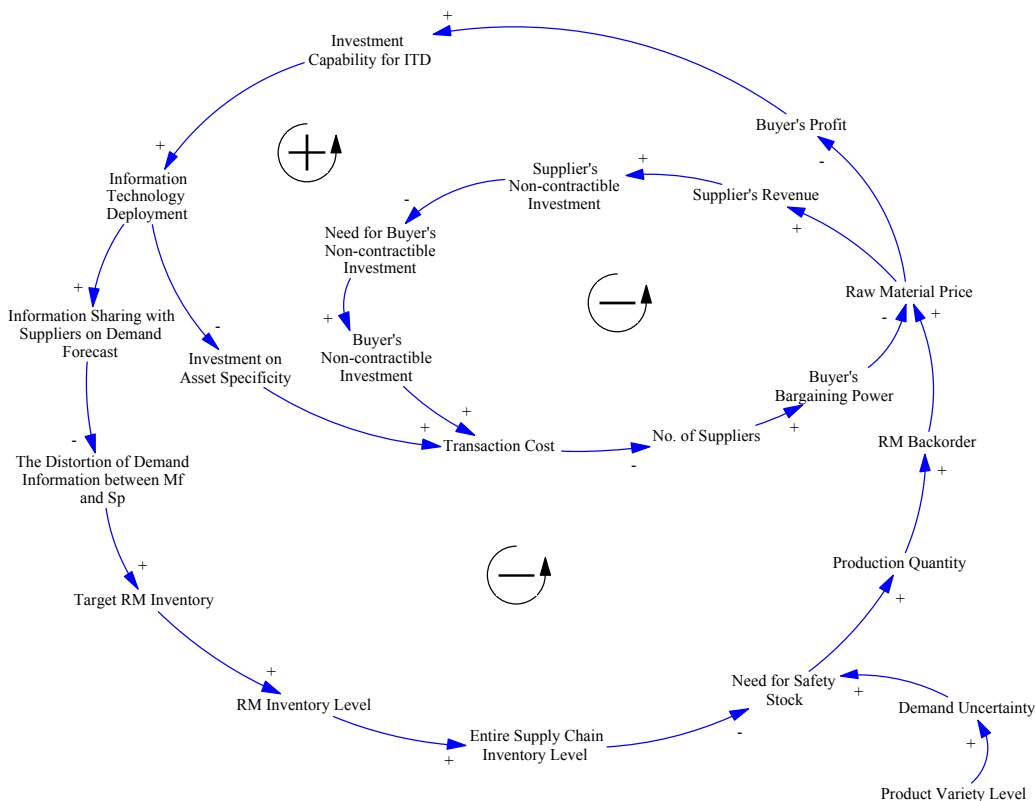 Investment
Capability for ITD
+
Buyer's Profit
-
+
Information
Technology
Deployment
Supplier's
Non-contractible
Investment
+
Supplier's Revenue
+
-
Need for Buyer's
Non-contractible
Investment
Raw Material Price
-
+
+
Information Sharing with
Suppliers on Demand
Forecast
-
Investment on
Asset Specificity
+
Buyer's
Non-contractible
Investment
Buyer's
Bargaining Power
+
+
+
Transaction Cost
-
No. of Suppliers
RM Backorder
+
-
The Distortion of Demand
Information between Mf
and Sp
+
Target RM Inventory
Production Quantity
+
+
RM Inventory Level
+
Entire Supply Chain
Inventory Level
-
Need for Safety
Stock
+
Demand Uncertainty
+
Product Variety Level